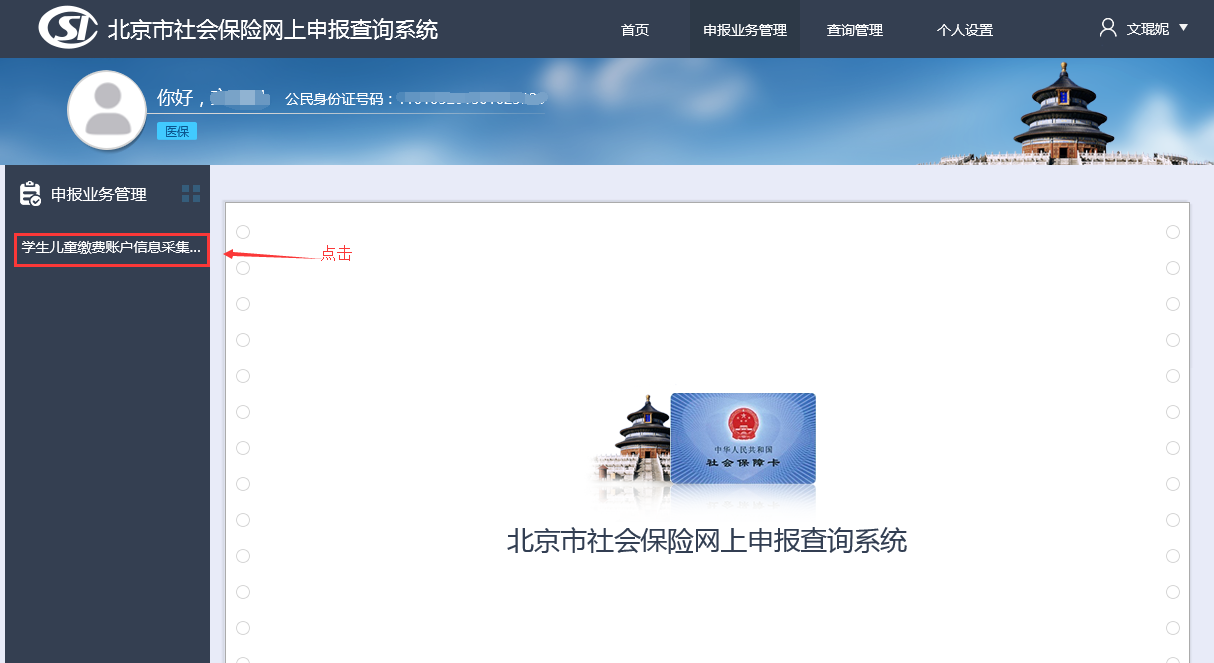 CSI 北京市社会保险网上申报查询系统 首页 申报业务管理 查询管理 个人设置 文琨妮
你好， 公民身份证号码：
医保
申报业务管理
学生儿童缴费账户信息采集...
点击
中华人民共和国
社会保障卡
北京市社会保险网上申报查询系统